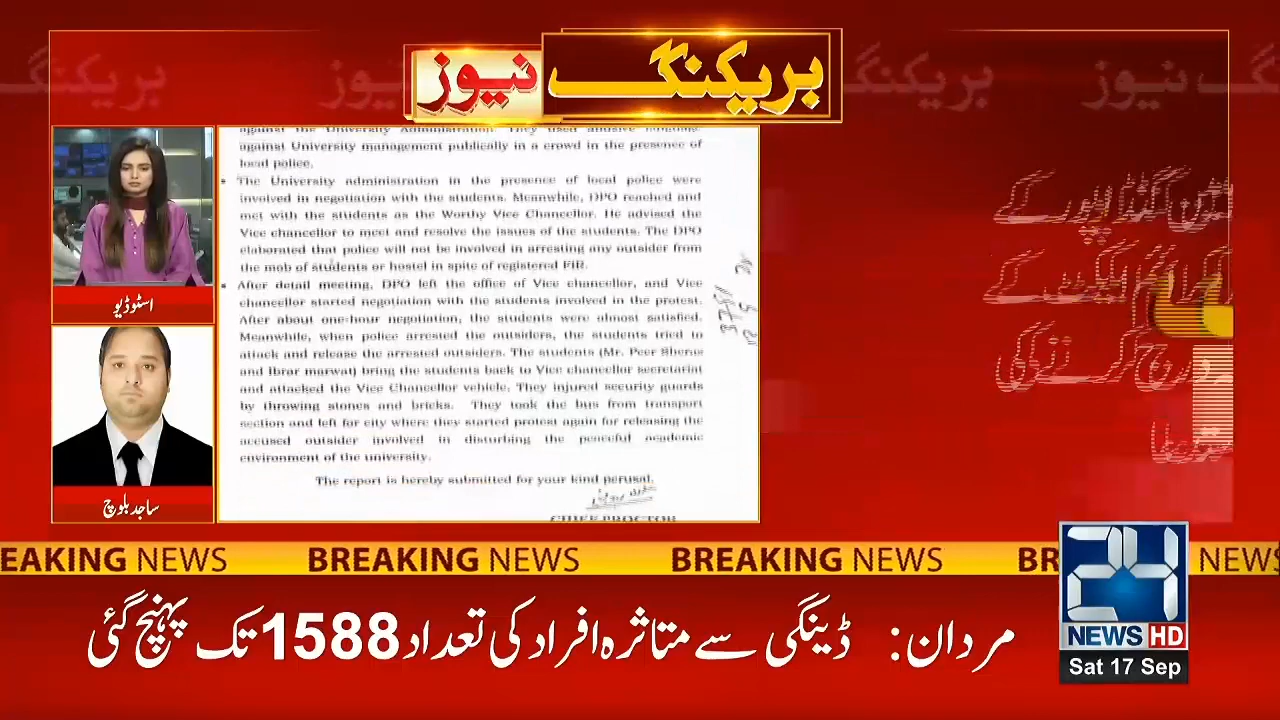 بریکنگ نیوز
against the University Administration. They used abusive
against University management publically in a crowd in the presence of
local police.
The University administration in the presence of local police were
involved in negotiation with the students. Meanwhile, DPO reached and
met with the students as the Worthy Vice Chancellor. He advised the
Vice chancellor to meet and resolve the issues of the students. The DPO
elaborated that police will not be involved in arresting any outsider from
the mob of students or hostel in spite of registered FIR.
After detail meeting, DPO left the office of Vice chancellor, and Vice
chancellor started negotiation with the students involved in the protest.
After about one-hour negotiation, the students were almost satisfied.
Meanwhile, when police arrested the outsiders, the students tried to
attack and release the arrested outsiders. The students (Mr. Peer Sheraz
and Ibrar marwat) bring the students back to Vice chancellor secretariat
and attacked the Vice Chancellor vehicle. They injured security guards
by throwing stones and bricks. They took the bus from transport
section and left for city where they started protest again for releasing the
accused outsider involved in disturbing the peaceful academic
environment of the university.
The report is hereby submitted for your kind perusal.
CHIEF PROCTOR
اسٹوڈیو
ساجد بلوچ
BREAKING NEWS BREAKING NEWS BREAKING NEWS
مردان: ڈینگی سے متاثرہ افراد کی تعداد 1588 تک پہنچ گئی
24
NEWS HD
Sat 17 Sep